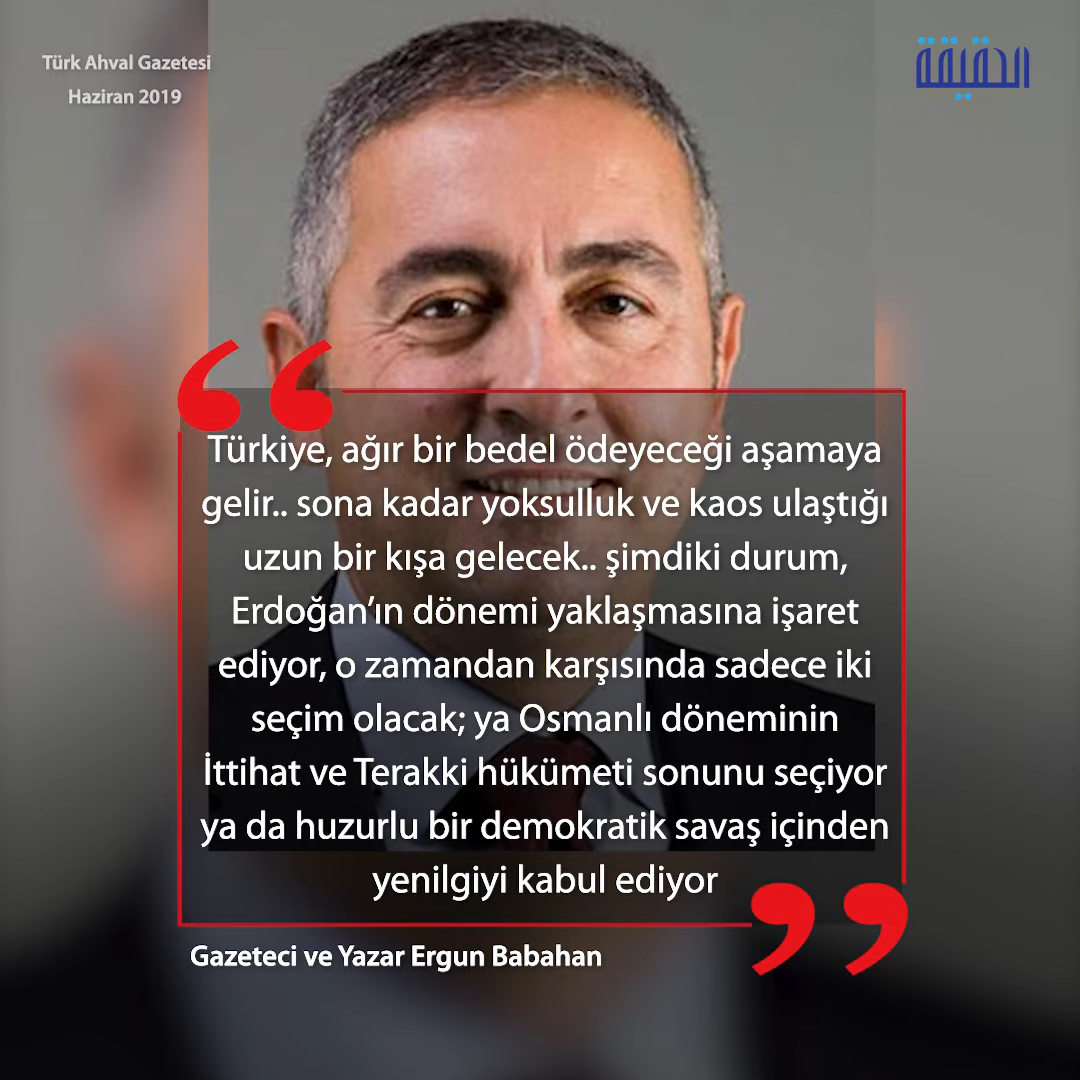 Türk Ahval Gazetesi
Haziran 2019
الحقيقة
Türkiye, ağır bir bedel ödeyeceği aşamaya
gelir.. sona kadar yoksulluk ve kaos ulaştığı
uzun bir kışa gelecek.. şimdiki durum,
Erdoğan’ın dönemi yaklaşmasına işaret
ediyor, o zamandan karşısında sadece iki
seçim olacak; ya Osmanlı döneminin
İttihat ve Terakki hükümeti sonunu seçiyor
ya da huzurlu bir demokratik savaş içinden
yenilgiyi kabul ediyor
Gazeteci ve Yazar Ergun Babahan